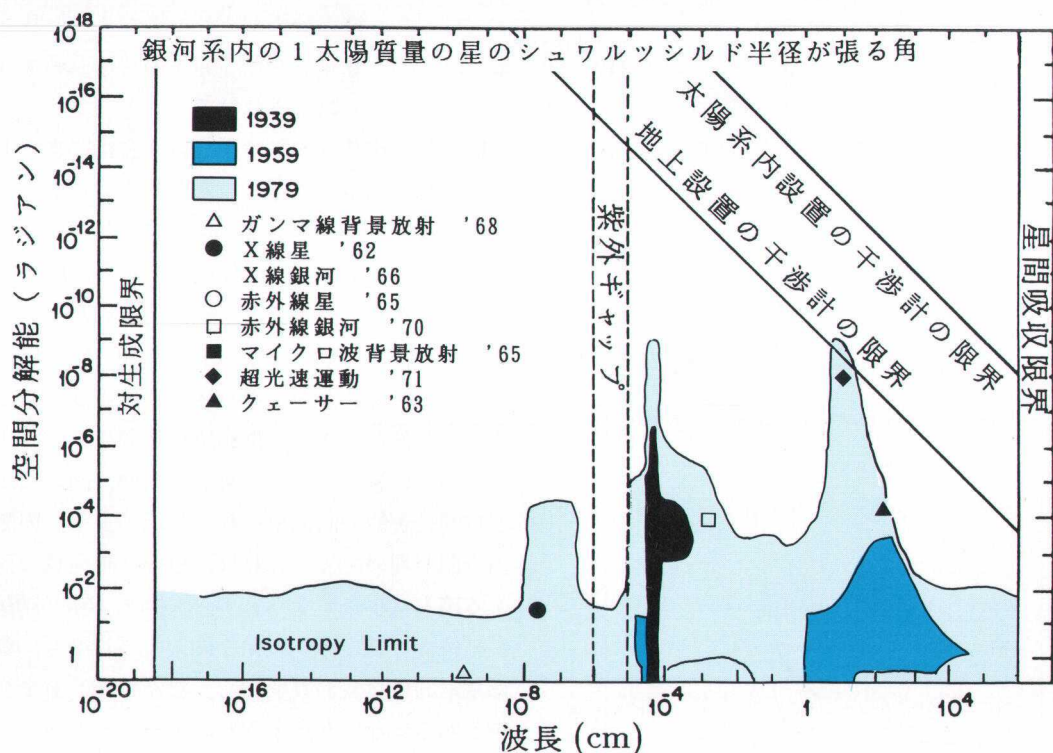 銀河系内の1太陽質量の星のシュワルツシルド半径が張る角
1939
1959
1979
ガンマ線背景放射 '68
X線星 '62
X線銀河 '66
赤外線星 '65
赤外線銀河 '70
マイクロ波背景放射 '65
超光速運動 '71
クェーサー '63
対生成限界
紫外ギャップ
太陽系内設置の干渉計の限界
地上設置の干渉計の限界
星間吸収限界
Isotropy Limit
空間分解能(ラジアン)
10-18
10-16
10-14
10-12
10-10
10-8
10-6
10-4
10-2
1
10-20
10-16
10-12
10-8
10-4
1
104
波長(cm)